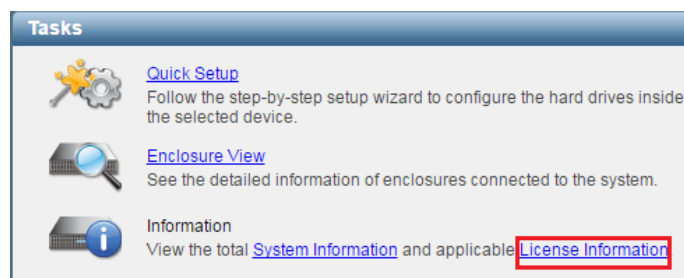 Tasks
Quick Setup
Follow the step-by-step setup wizard to configure the hard drives inside
the selected device.
Enclosure View
See the detailed information of enclosures connected to the system.
Information
View the total System Information and applicable License Information.